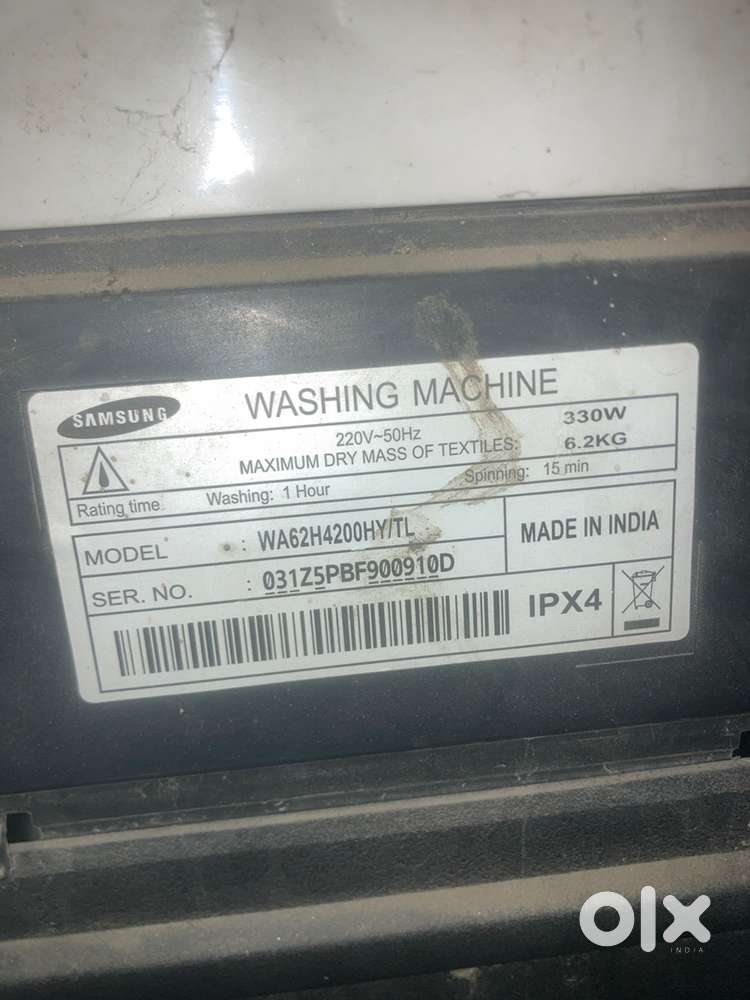 SAMSUNG
WASHING MACHINE
220V~50Hz 330W
MAXIMUM DRY MASS OF TEXTILES: 6.2KG
Rating time Washing: 1 Hour Spinning: 15 min
MODEL : WA62H4200HY/TL
MADE IN INDIA
SER. NO. : 031Z5PBF900910D
IPX4
olx
INDIA